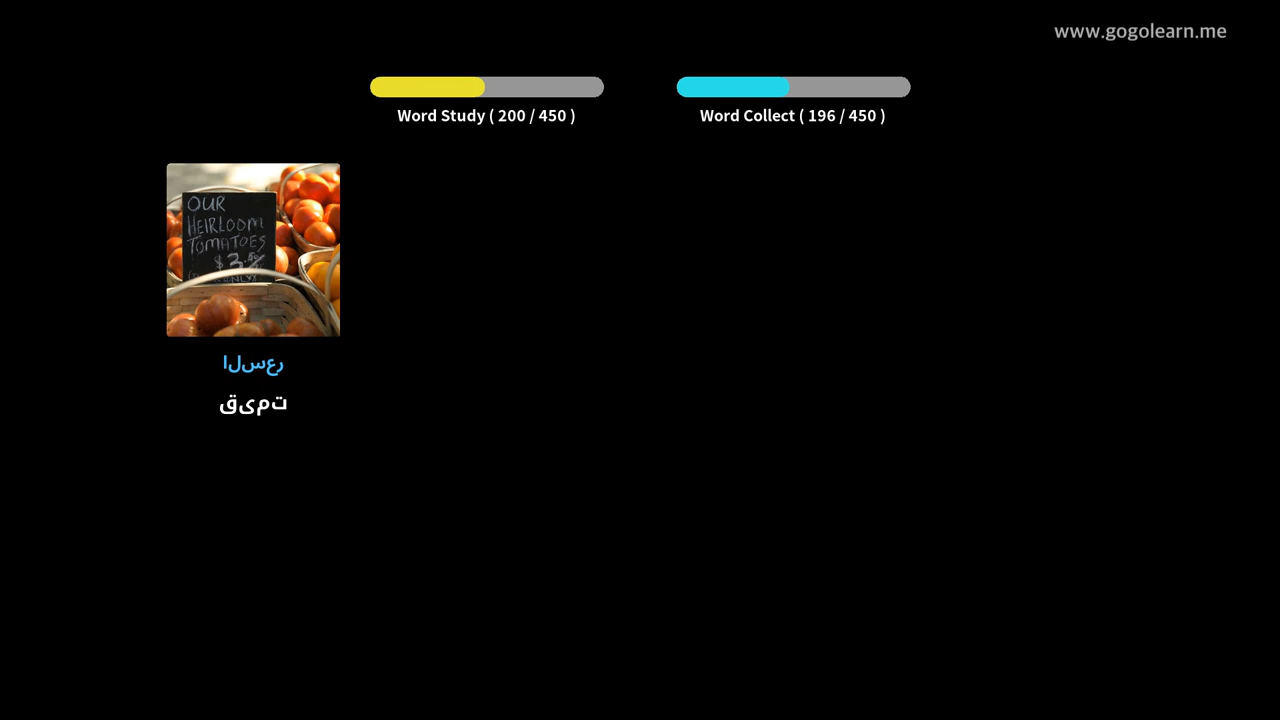 www.gogolearn.me
Word Study ( 200 / 450 )
Word Collect ( 196 / 450 )
OUR
HEIRLOOM
TOMATOES
السعر
قیمت